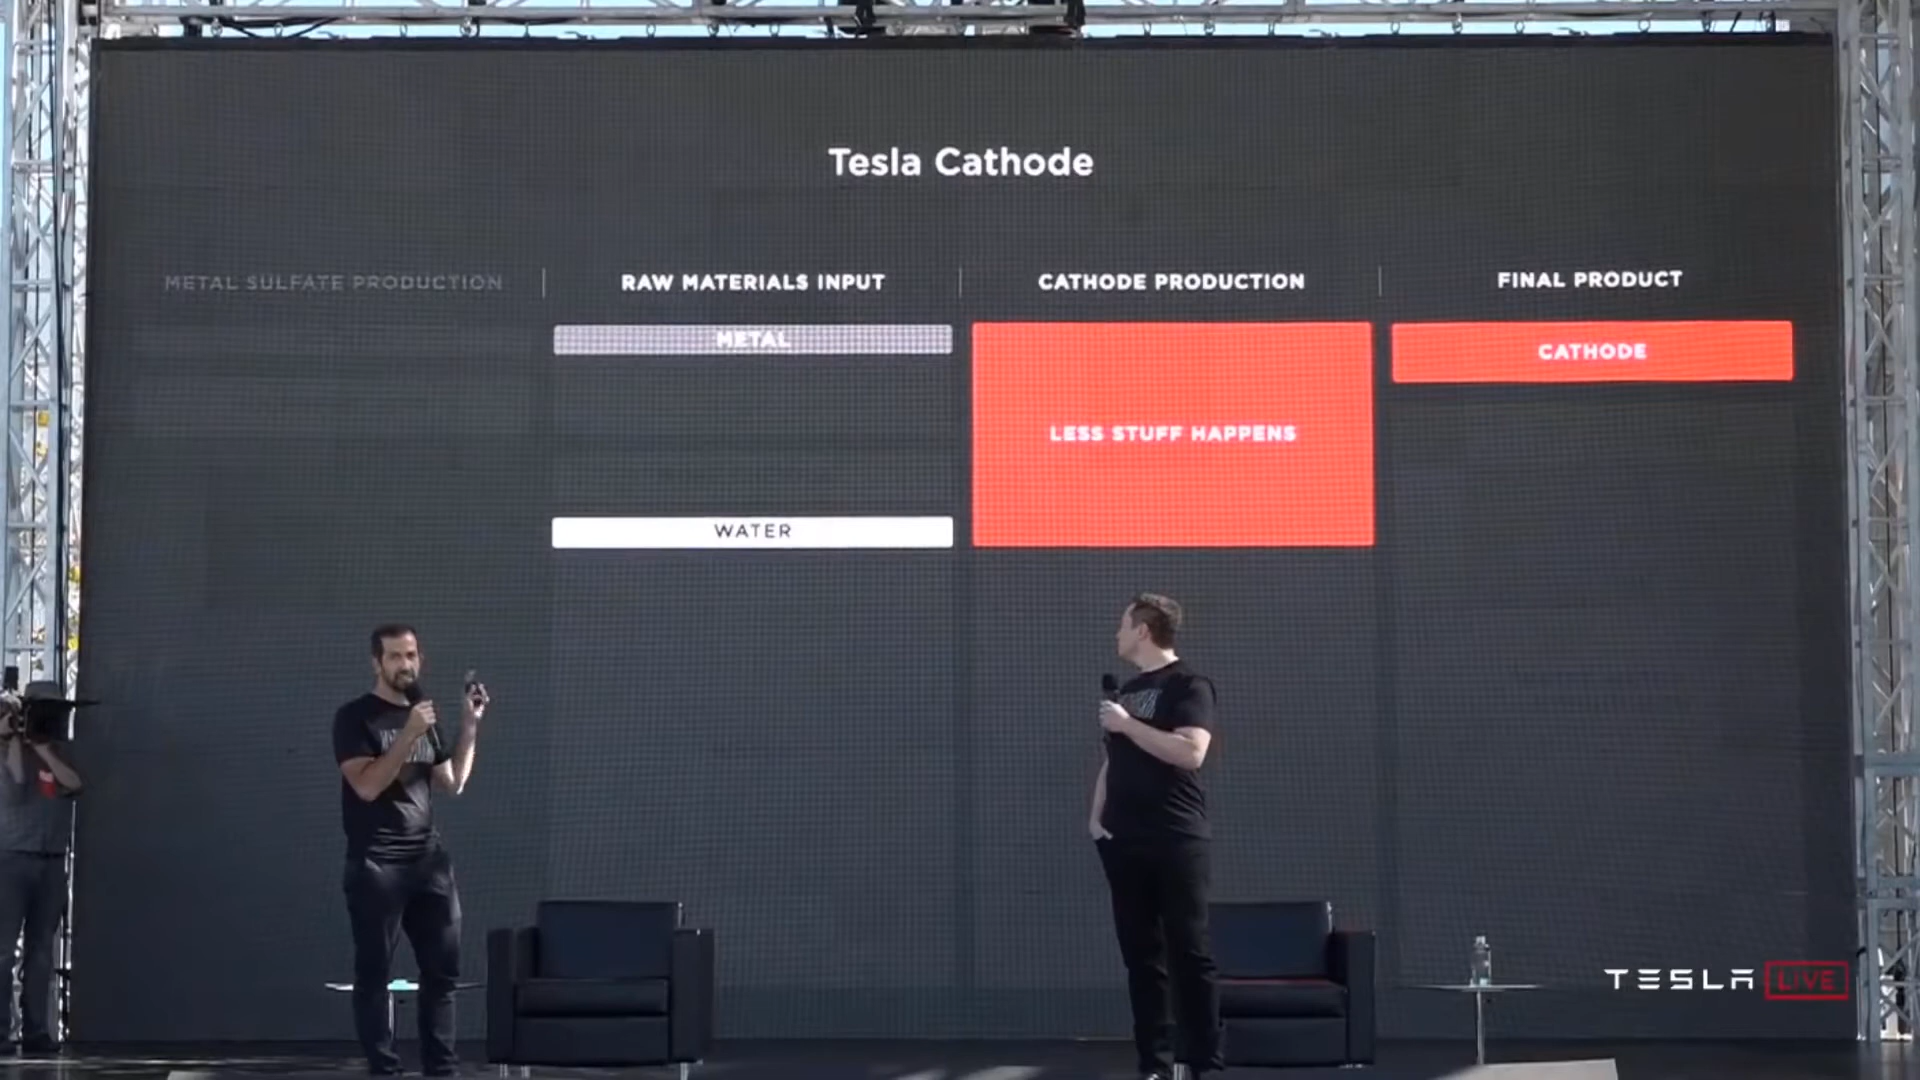 Tesla Cathode
METAL SULFATE PRODUCTION
RAW MATERIALS INPUT
CATHODE PRODUCTION
FINAL PRODUCT
METAL
CATHODE
LESS STUFF HAPPENS
WATER
TESLA LIVE